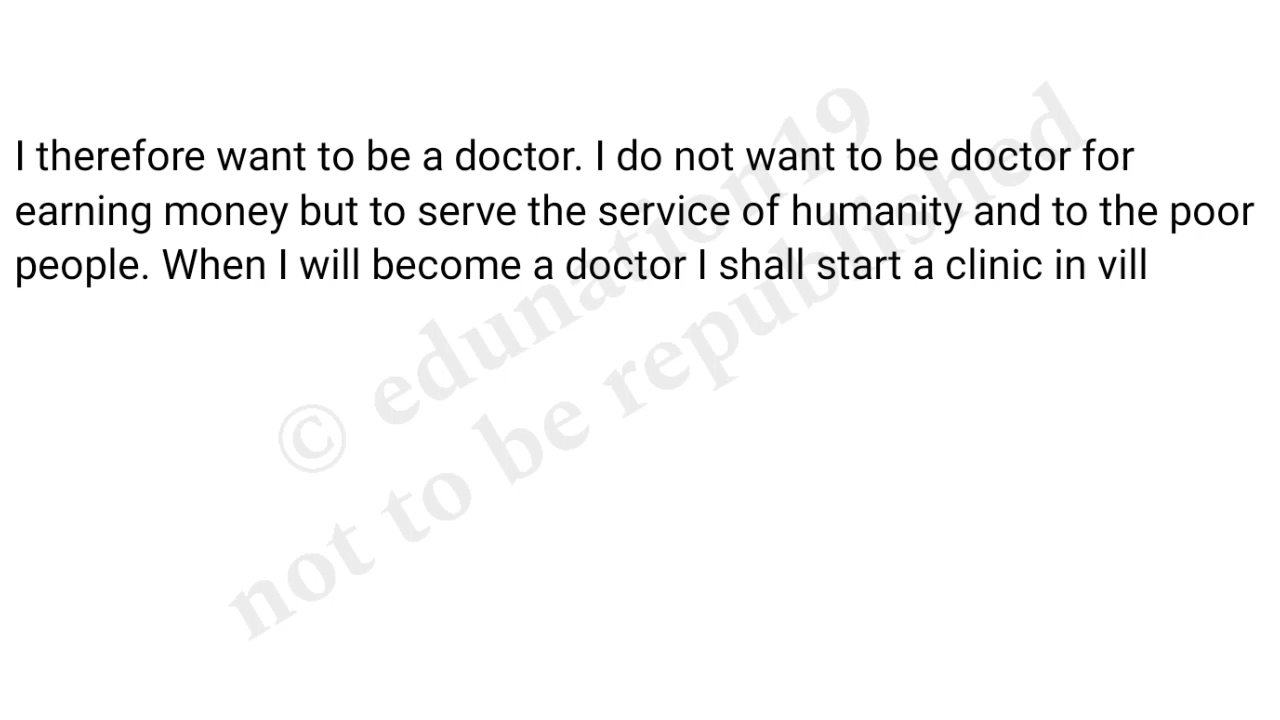 I therefore want to be a doctor. I do not want to be doctor for
earning money but to serve the service of humanity and to the poor
people. When I will become a doctor I shall start a clinic in vill
© edunation19
not to be republished